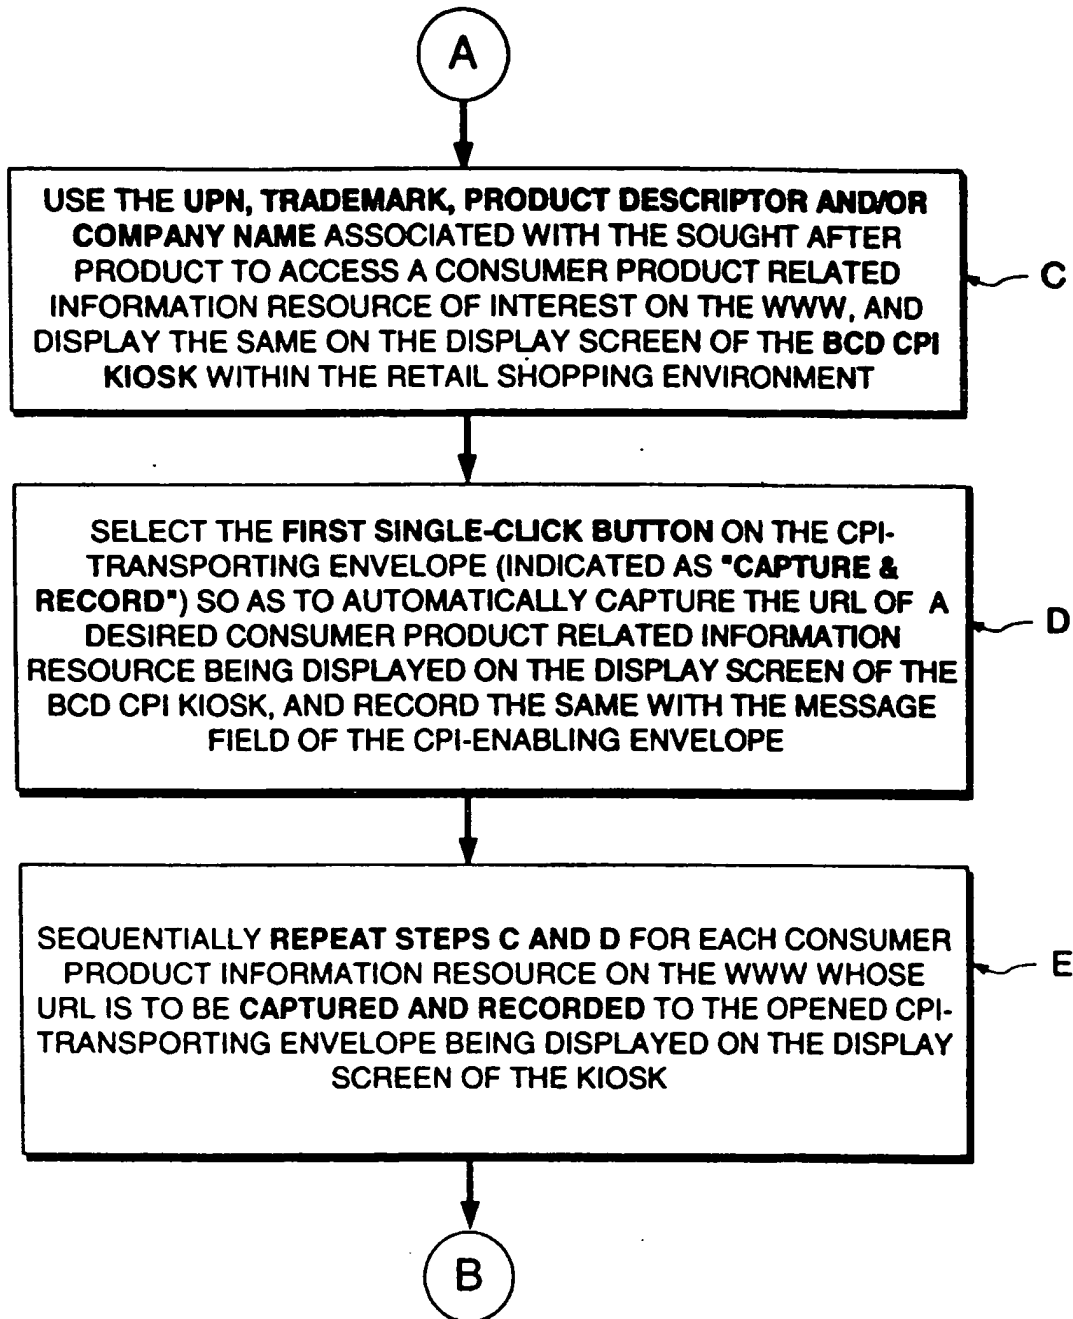 A
USE THE UPN, TRADEMARK, PRODUCT DESCRIPTOR AND/OR
COMPANY NAME ASSOCIATED WITH THE SOUGHT AFTER
PRODUCT TO ACCESS A CONSUMER PRODUCT RELATED
INFORMATION RESOURCE OF INTEREST ON THE WWW, AND
DISPLAY THE SAME ON THE DISPLAY SCREEN OF THE BCD CPI
KIOSK WITHIN THE RETAIL SHOPPING ENVIRONMENT
C
SELECT THE FIRST SINGLE-CLICK BUTTON ON THE CPI-
TRANSPORTING ENVELOPE (INDICATED AS "CAPTURE &
RECORD") SO AS TO AUTOMATICALLY CAPTURE THE URL OF A
DESIRED CONSUMER PRODUCT RELATED INFORMATION
RESOURCE BEING DISPLAYED ON THE DISPLAY SCREEN OF THE
BCD CPI KIOSK, AND RECORD THE SAME WITH THE MESSAGE
FIELD OF THE CPI-ENABLING ENVELOPE
D
SEQUENTIALLY REPEAT STEPS C AND D FOR EACH CONSUMER
PRODUCT INFORMATION RESOURCE ON THE WWW WHOSE
URL IS TO BE CAPTURED AND RECORDED TO THE OPENED CPI-
TRANSPORTING ENVELOPE BEING DISPLAYED ON THE DISPLAY
SCREEN OF THE KIOSK
E
B